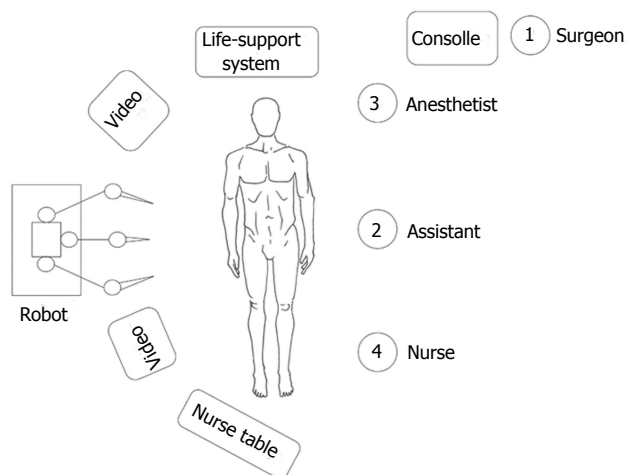 Life-support
system
Consolle
1 Surgeon
Video
3 Anesthetist
2 Assistant
Robot
Video
4 Nurse
Nurse table